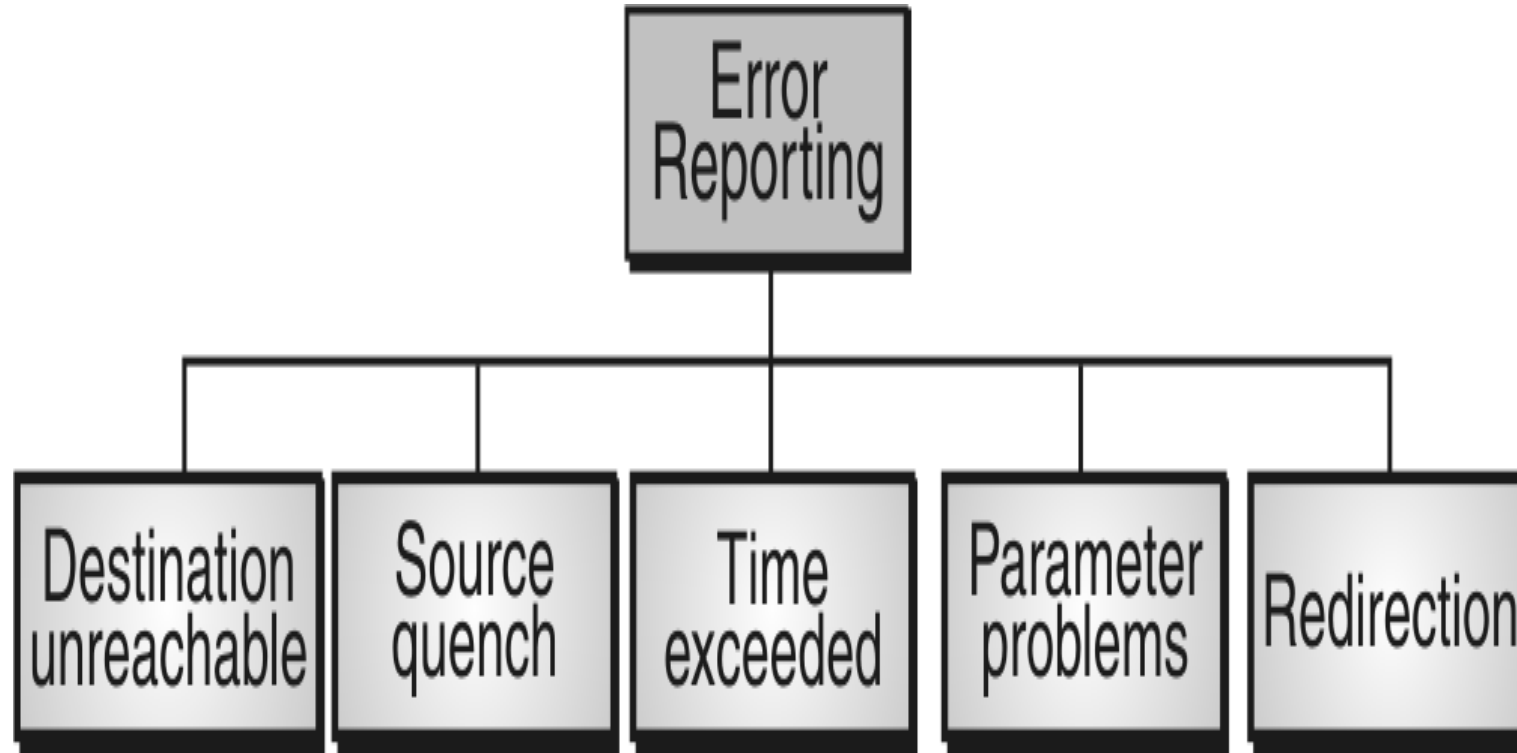 Error
Reporting
Destination
unreachable
Source
quench
Time
exceeded
Parameter
problems
Redirection